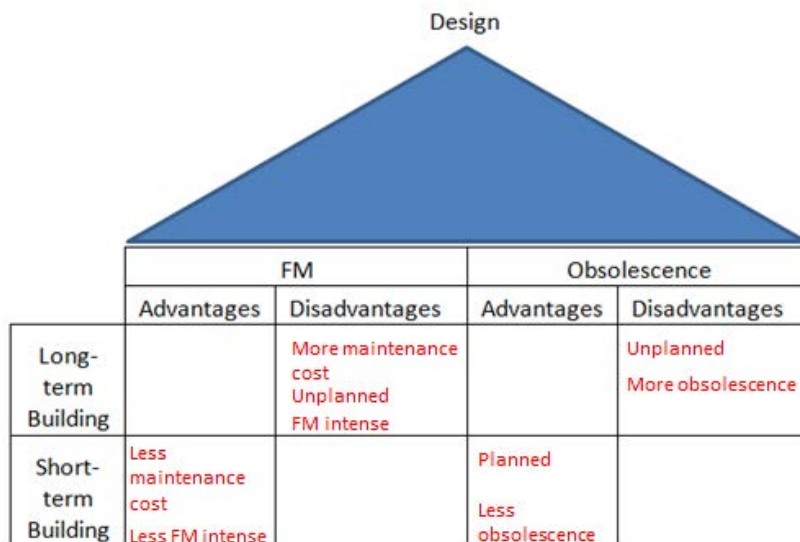 Design
FM Obsolescence
Advantages Disadvantages Advantages Disadvantages
Long-
term
Building
More maintenance
cost
Unplanned
FM intense
Unplanned
More obsolescence
Short-
term
Building
Less
maintenance
cost
Less FM intense
Planned
Less
obsolescence